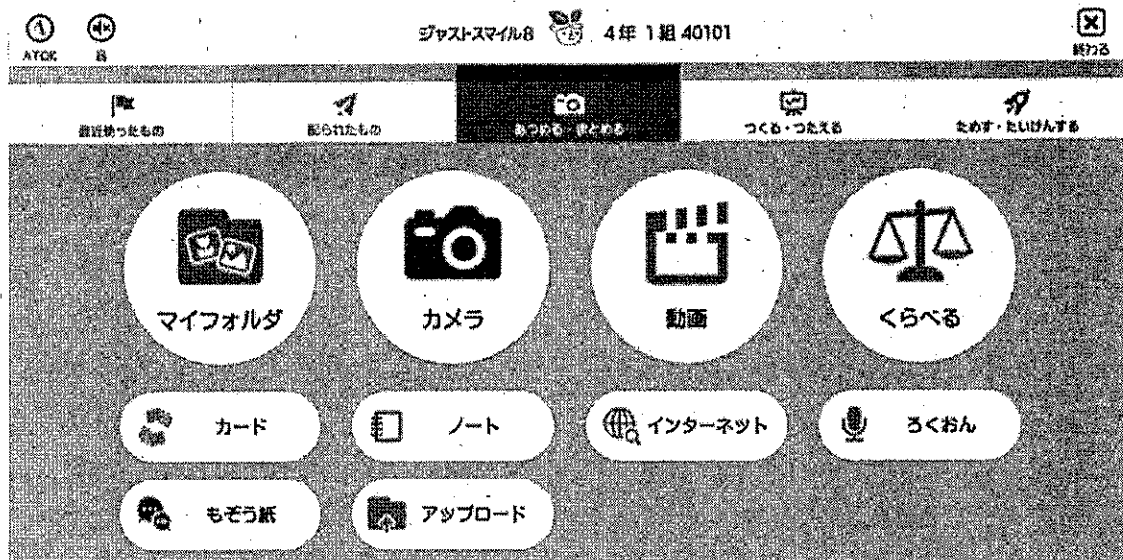 ジャストスマイル8 4年 1組 40101
ATOK
終わる
最近使ったもの
配られたもの
あつめる・まとめる
つくる・つたえる
ためす・たいけんする
マイフォルダ
カメラ
動画
くらべる
カード
ノート
インターネット
ろくおん
もぞう紙
アップロード